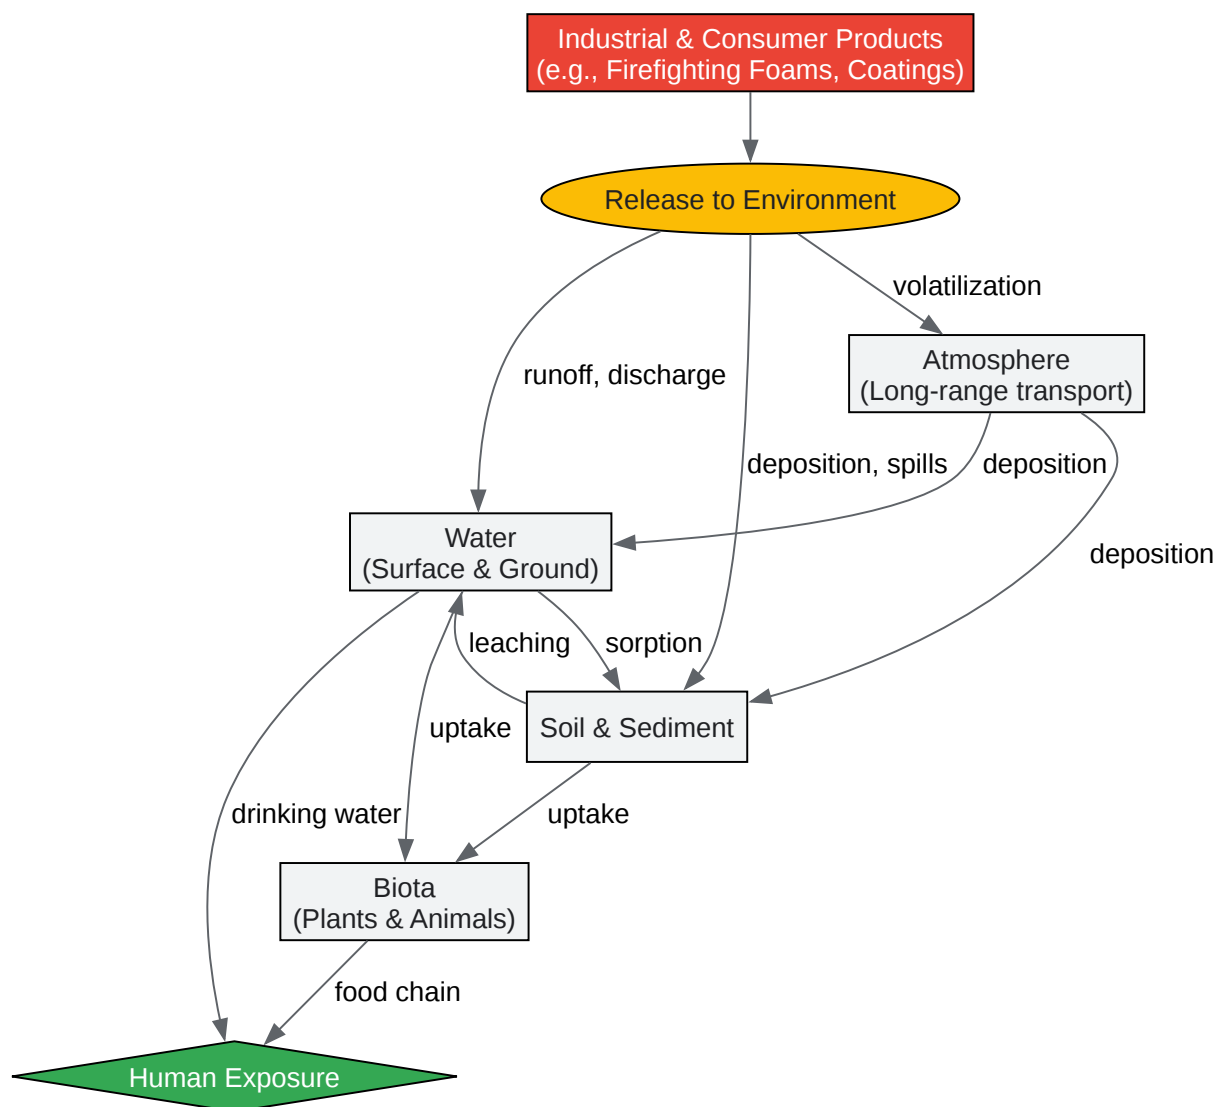 Industrial & Consumer Products
(e.g., Firefighting Foams, Coatings)
Release to Environment
volatilization
Atmosphere
(Long-range transport)
runoff, discharge
deposition, spills
deposition
Water
(Surface & Ground)
deposition
leaching
sorption
uptake
Soil & Sediment
drinking water
uptake
Biota
(Plants & Animals)
food chain
Human Exposure